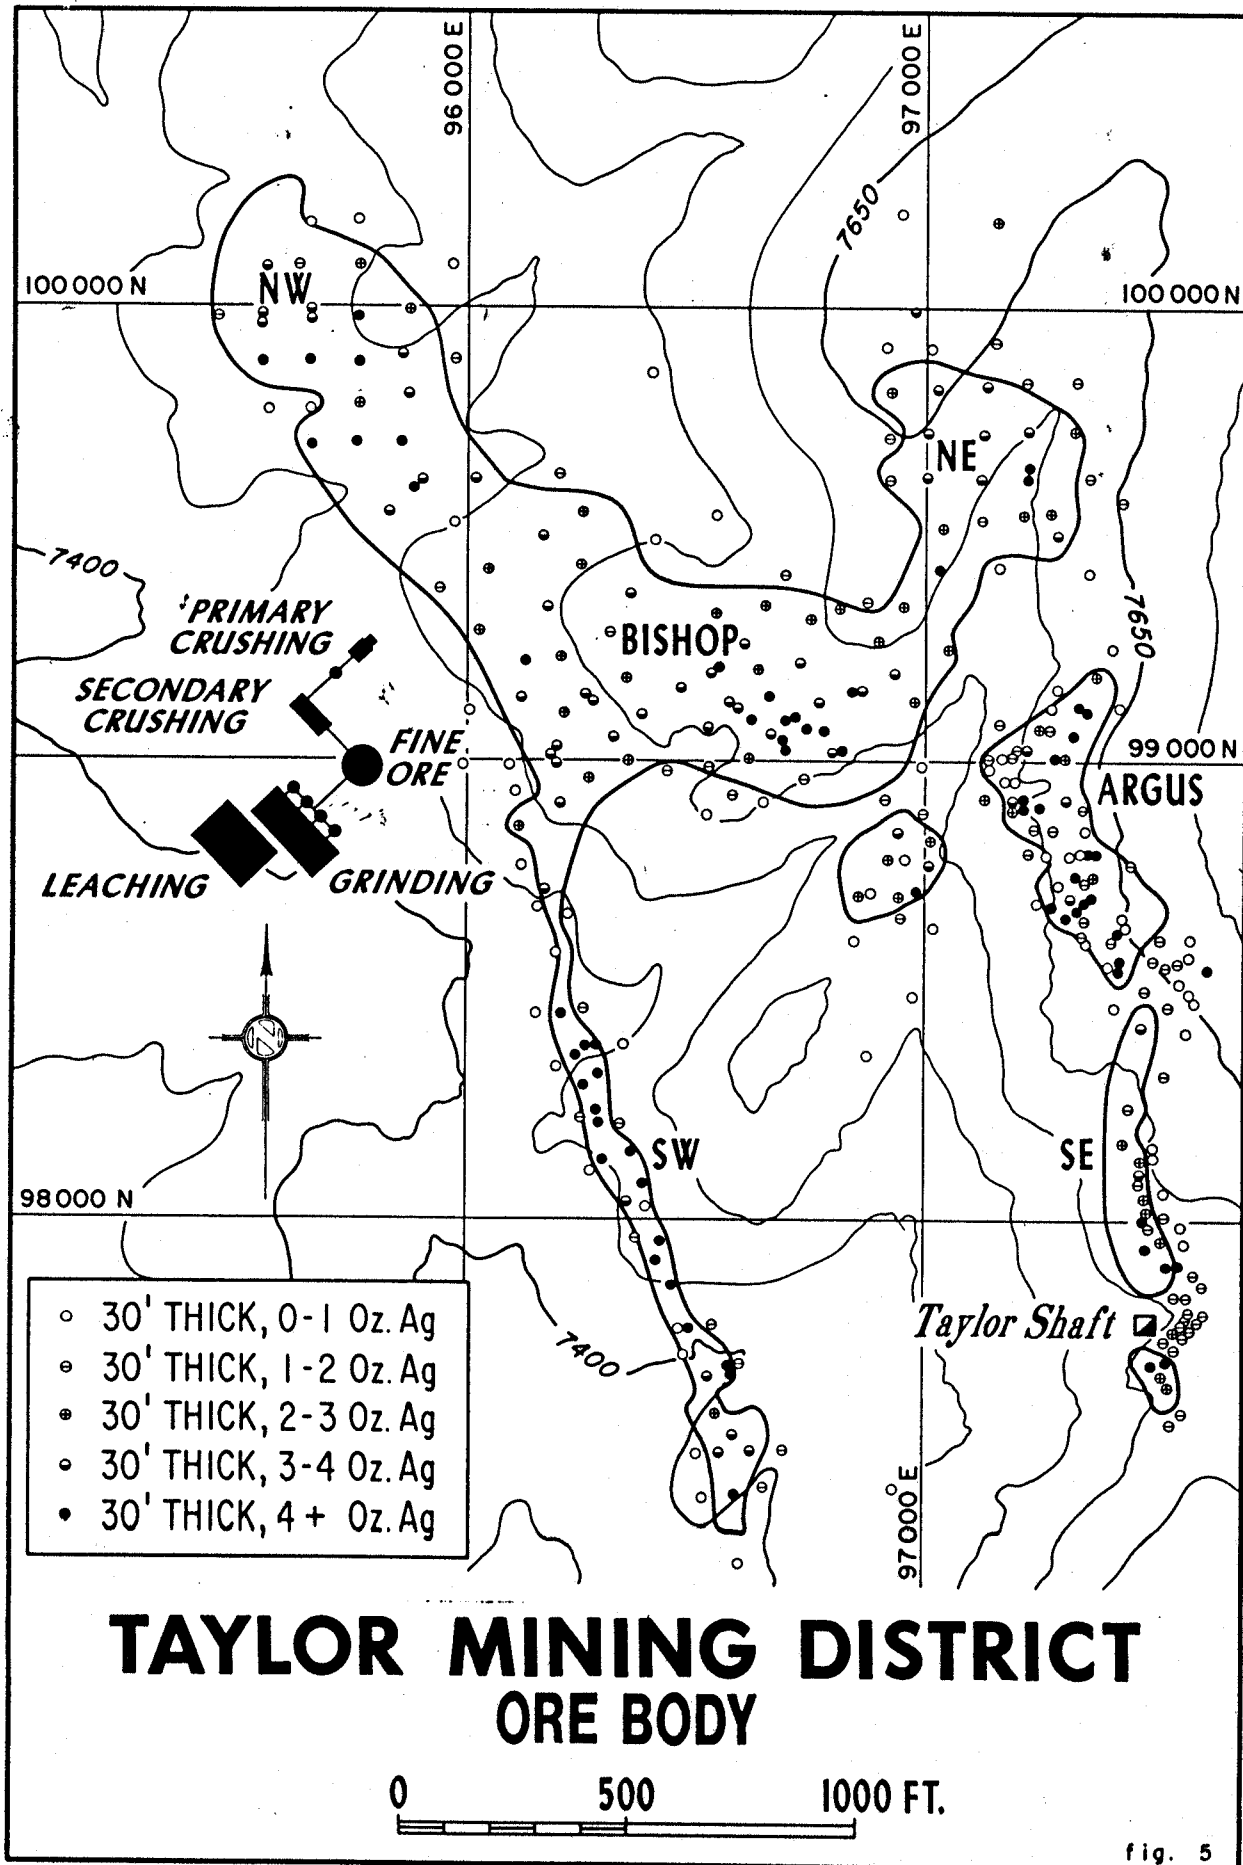 96 000 E
97 000 E
7650
100 000 N
NW
100 000 N
NE
7400
PRIMARY
CRUSHING
BISHOP
7650
SECONDARY
CRUSHING
FINE
ORE
99 000 N
ARGUS
LEACHING
GRINDING
N
SW
SE
98 000 N
Taylor Shaft
7400
30' THICK, 0-1 Oz. Ag
30' THICK, 1-2 Oz. Ag
30' THICK, 2-3 Oz. Ag
30' THICK, 3-4 Oz. Ag
30' THICK, 4+ Oz. Ag
97 000 E
TAYLOR MINING DISTRICT
ORE BODY
0 500 1000 FT.
fig. 5